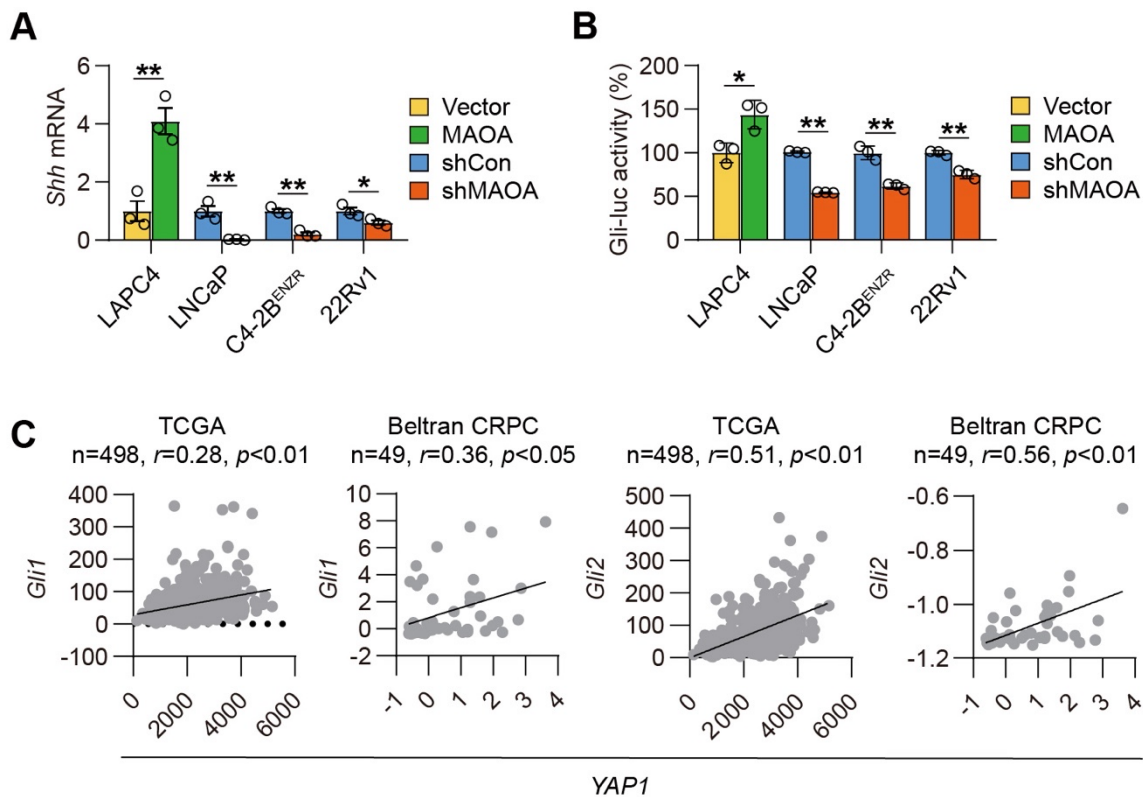 A
Shh mRNA
6
4
2
0
**
**
**
*
LAPC4
LNCaP
C4-2Bᴱᴺᶻᴿ
22Rv1
Vector
MAOA
shCon
shMAOA
B
Gli-luc activity (%)
200
150
100
50
0
*
**
**
**
LAPC4
LNCaP
C4-2Bᴱᴺᶻᴿ
22Rv1
Vector
MAOA
shCon
shMAOA
C
TCGA
n=498, r=0.28, p<0.01
Gli1
400
300
200
100
0
-100
0
2000
4000
6000
Beltran CRPC
n=49, r=0.36, p<0.05
Gli1
10
8
6
4
2
0
-2
-1
0
1
2
3
4
TCGA
n=498, r=0.51, p<0.01
Gli2
500
400
300
200
100
0
0
2000
4000
6000
Beltran CRPC
n=49, r=0.56, p<0.01
Gli2
-0.6
-0.8
-1.0
-1.2
-1
0
1
2
3
4
YAP1